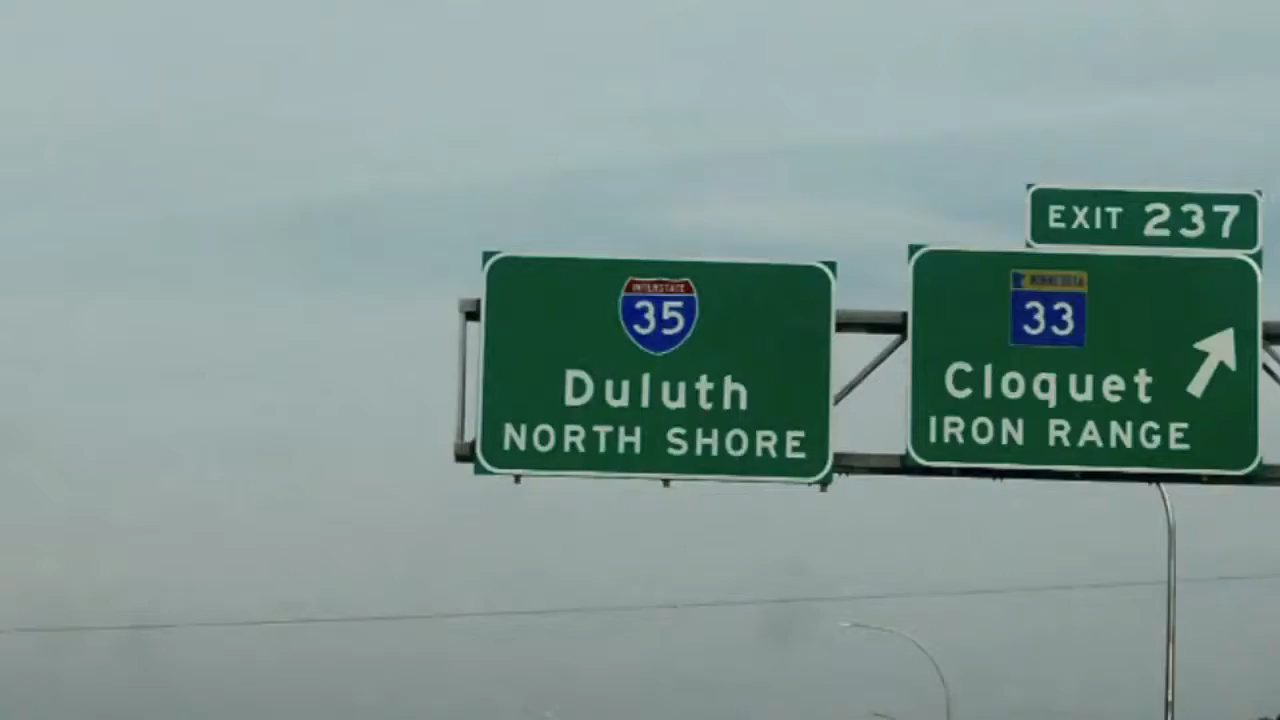 INTERSTATE
35
Duluth
NORTH SHORE
EXIT 237
MINNESOTA
33
Cloquet
IRON RANGE